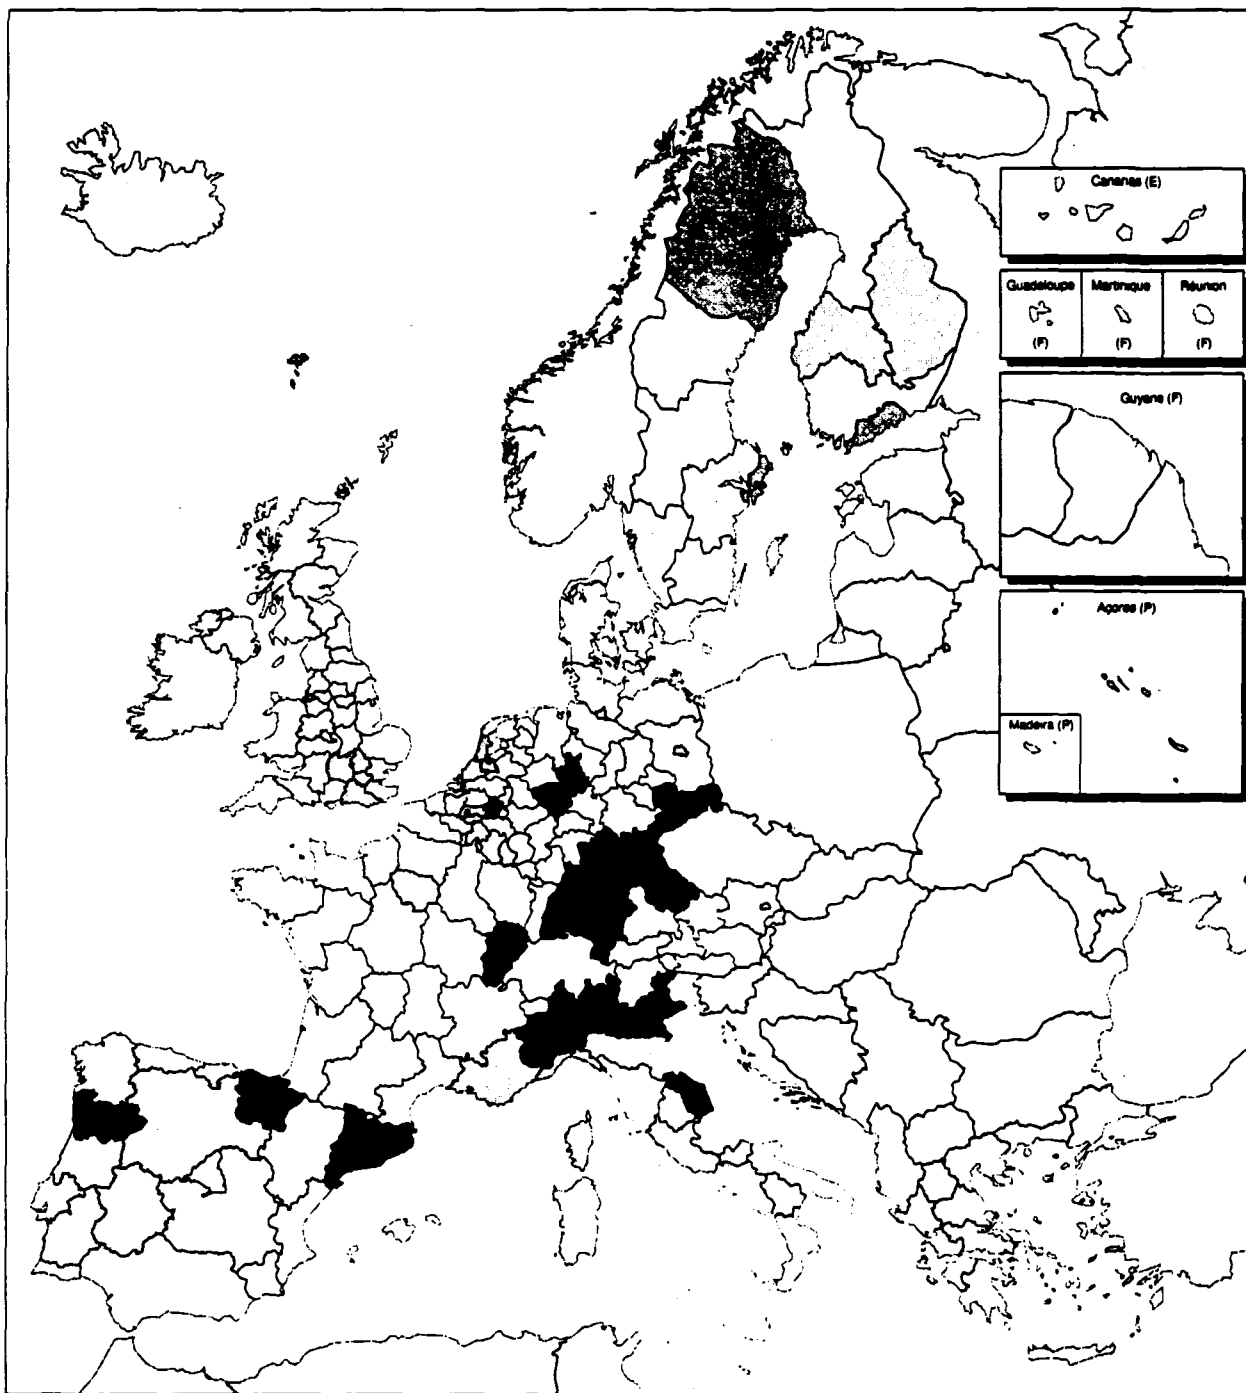 Canarias (E)
Guadeloupe Martinique Réunion
(F) (F) (F)
Guyane (F)
Açores (P)
Madeira (P)